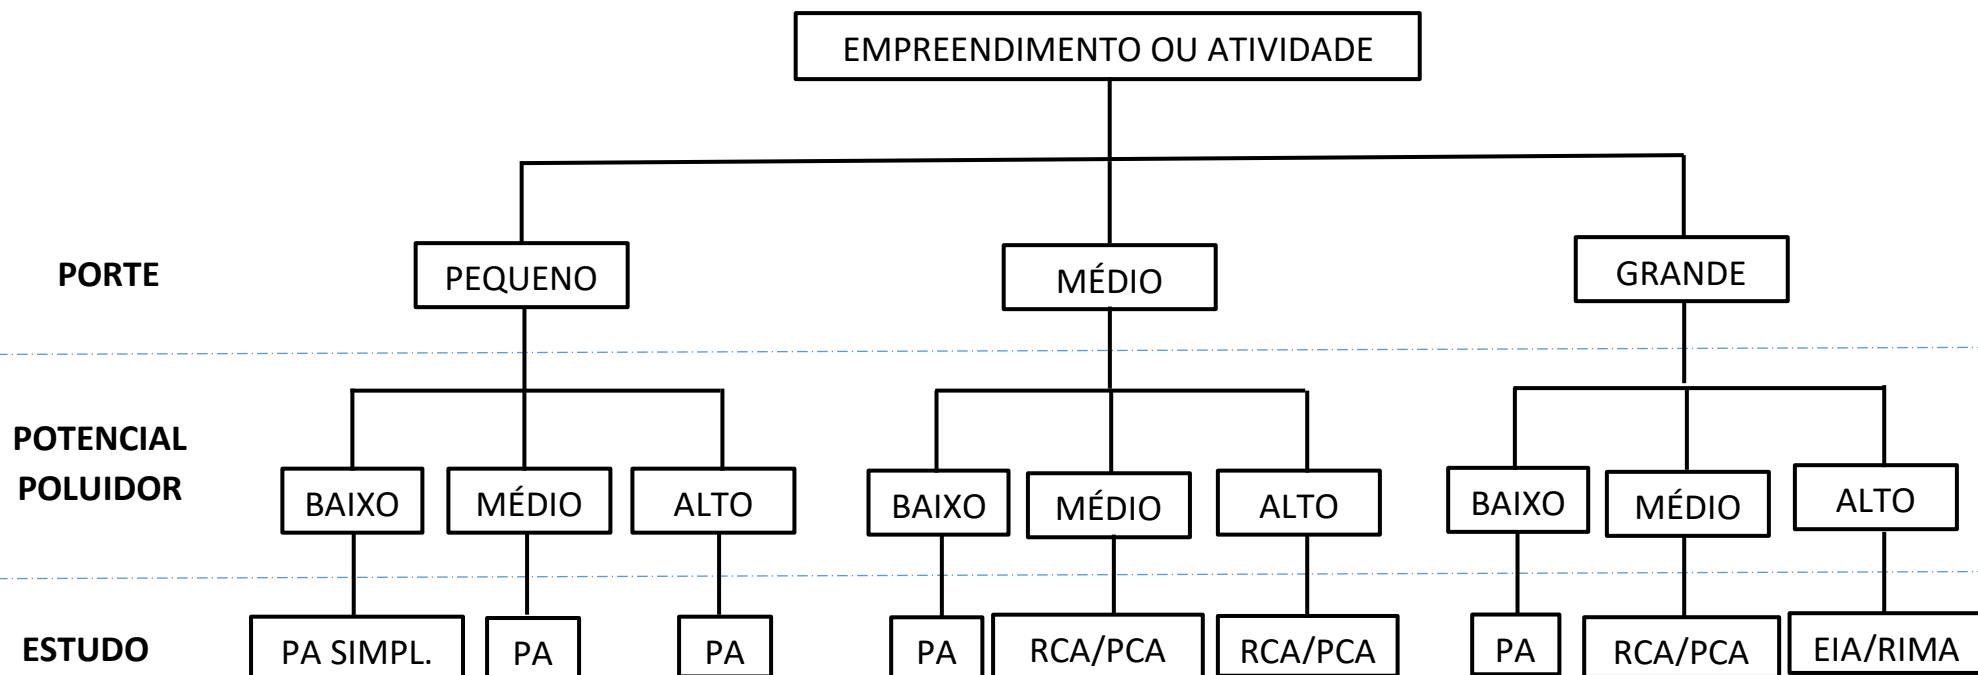 EMPREENDIMENTO OU ATIVIDADE
PORTE
PEQUENO
MÉDIO
GRANDE
POTENCIAL
POLUIDOR
BAIXO
MÉDIO
ALTO
BAIXO
MÉDIO
ALTO
BAIXO
MÉDIO
ALTO
ESTUDO
PA SIMPL.
PA
PA
PA
RCA/PCA
RCA/PCA
PA
RCA/PCA
EIA/RIMA